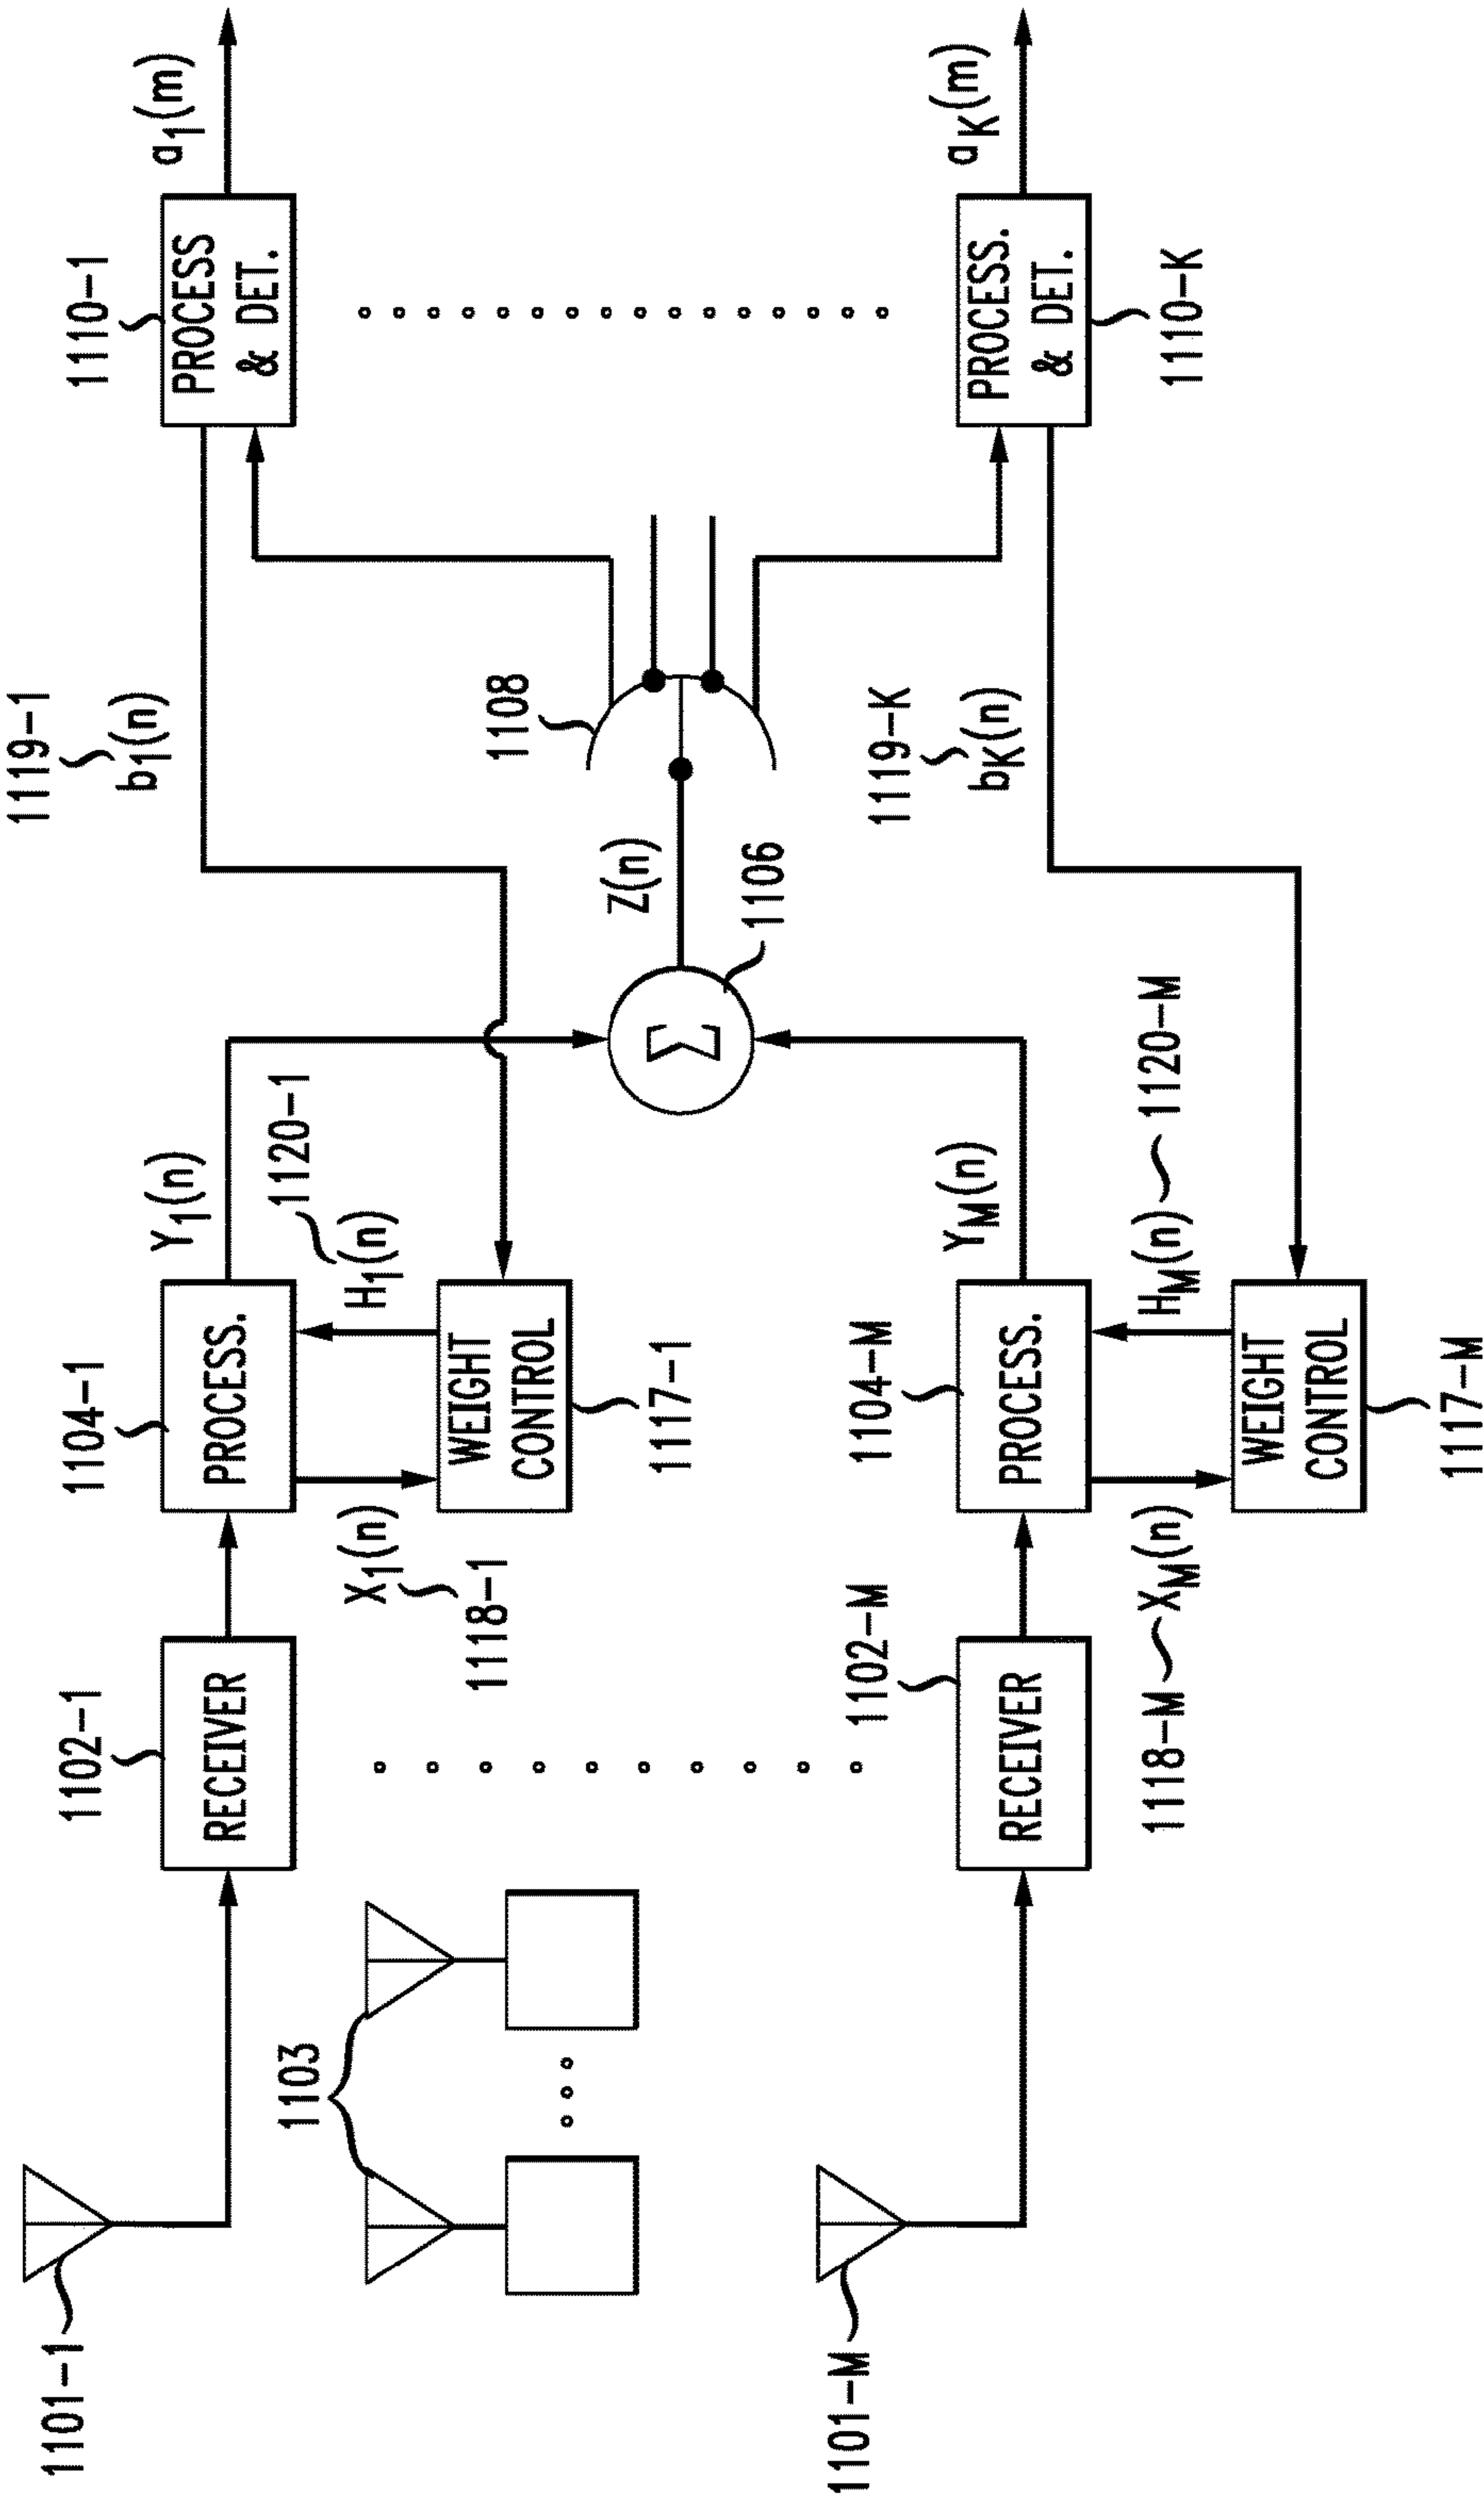 1101-1
1102-1
RECEIVER
1104-1
PROCESS.
Y1(n)
1119-1
b1(n)
1110-1
PROCESS
& DET.
a1(m)
1103
X1(n)
1118-1
H1(n)
1120-1
WEIGHT
CONTROL
1117-1
Σ
1106
Z(n)
1108
1101-M
1102-M
RECEIVER
1104-M
PROCESS.
YM(n)
1119-K
bK(n)
PROCESS.
& DET.
1110-K
aK(m)
1118-M
XM(n)
HM(n)
1120-M
WEIGHT
CONTROL
1117-M